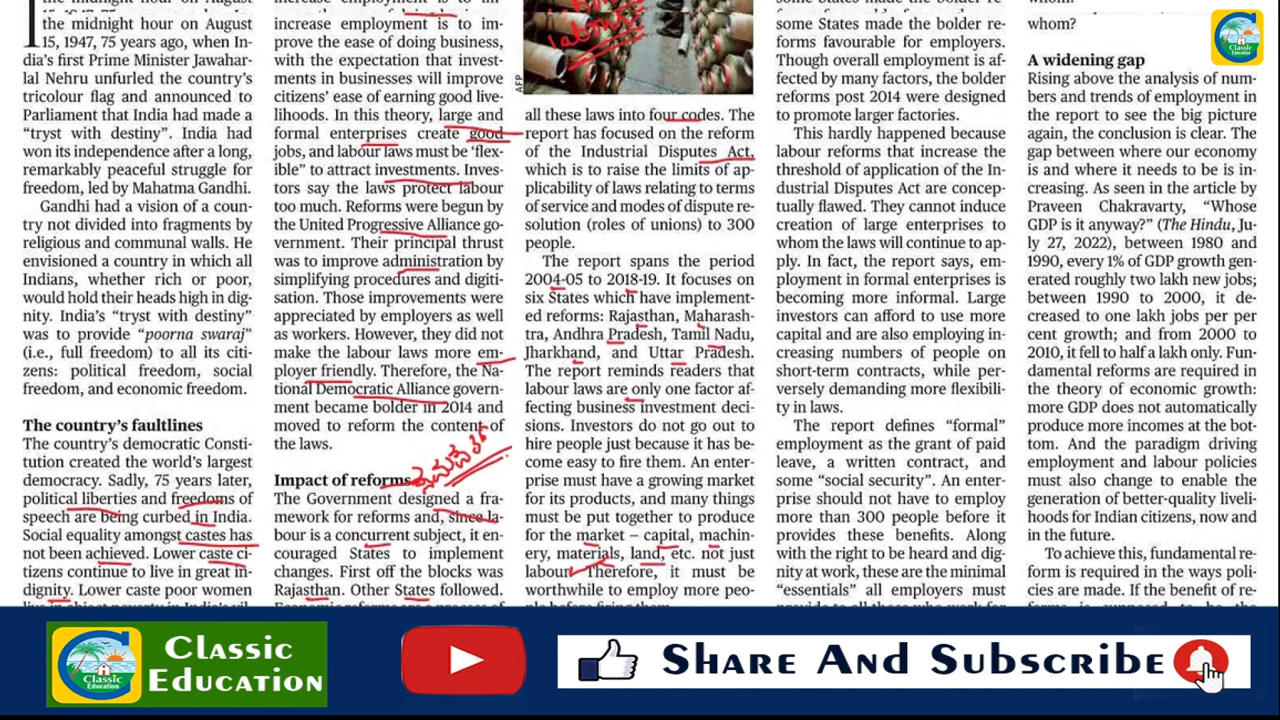 the midnight hour on August
the midnight hour on August
15, 1947, 75 years ago, when In-
dia's first Prime Minister Jawahar-
lal Nehru unfurled the country's
tricolour flag and announced to
Parliament that India had made a
“tryst with destiny”. India had
won its independence after a long,
remarkably peaceful struggle for
freedom, led by Mahatma Gandhi.
Gandhi had a vision of a coun-
try not divided into fragments by
religious and communal walls. He
envisioned a country in which all
Indians, whether rich or poor,
would hold their heads high in dig-
nity. India's “tryst with destiny”
was to provide “poorna swaraj”
(i.e., full freedom) to all its citi-
zens: political freedom, social
freedom, and economic freedom.
The country's faultlines
The country's democratic Consti-
tution created the world's largest
democracy. Sadly, 75 years later,
political liberties and freedoms of
speech are being curbed in India.
Social equality amongst castes has
not been achieved. Lower caste ci-
tizens continue to live in great in-
dignity. Lower caste poor women
increase employment is to im-
increase employment is to im-
prove the ease of doing business,
with the expectation that invest-
ments in businesses will improve
citizens' ease of earning good live-
lihoods. In this theory, large and
formal enterprises create good
jobs, and labour laws must be ‘flex-
ible” to attract investments. Inves-
tors say the laws protect labour
too much. Reforms were begun by
the United Progressive Alliance go-
vernment. Their principal thrust
was to improve administration by
simplifying procedures and digiti-
sation. Those improvements were
appreciated by employers as well
as workers. However, they did not
make the labour laws more em-
ployer friendly. Therefore, the Na-
tional Democratic Alliance govern-
ment became bolder in 2014 and
moved to reform the content of
the laws.
Impact of reforms
The Government designed a fra-
mework for reforms and, since la-
bour is a concurrent subject, it en-
couraged States to implement
changes. First off the blocks was
Rajasthan. Other States followed.
labours
AFP
all these laws into four codes. The
report has focused on the reform
of the Industrial Disputes Act,
which is to raise the limits of ap-
plicability of laws relating to terms
of service and modes of dispute re-
solution (roles of unions) to 300
people.
The report spans the period
2004-05 to 2018-19. It focuses on
six States which have implement-
ed reforms: Rajasthan, Maharash-
tra, Andhra Pradesh, Tamil Nadu,
Jharkhand, and Uttar Pradesh.
The report reminds readers that
labour laws are only one factor af-
fecting business investment deci-
sions. Investors do not go out to
hire people just because it has be-
come easy to fire them. An enter-
prise must have a growing market
for its products, and many things
must be put together to produce
for the market – capital, machin-
ery, materials, land, etc. not just
labour. Therefore, it must be
worthwhile to employ more peo-
ple before firing them.
some States made the bolder re-
some States made the bolder re-
forms favourable for employers.
Though overall employment is af-
fected by many factors, the bolder
reforms post 2014 were designed
to promote larger factories.
This hardly happened because
labour reforms that increase the
threshold of application of the In-
dustrial Disputes Act are concep-
tually flawed. They cannot induce
creation of large enterprises to
whom the laws will continue to ap-
ply. In fact, the report says, em-
ployment in formal enterprises is
becoming more informal. Large
investors can afford to use more
capital and are also employing in-
creasing numbers of people on
short-term contracts, while per-
versely demanding more flexibili-
ty in laws.
The report defines “formal”
employment as the grant of paid
leave, a written contract, and
some “social security”. An enter-
prise should not have to employ
more than 300 people before it
provides these benefits. Along
with the right to be heard and dig-
nity at work, these are the minimal
“essentials” all employers must
whom?
whom?
A widening gap
Rising above the analysis of num-
bers and trends of employment in
the report to see the big picture
again, the conclusion is clear. The
gap between where our economy
is and where it needs to be is in-
creasing. As seen in the article by
Praveen Chakravarty, “Whose
GDP is it anyway?” (The Hindu, Ju-
ly 27, 2022), between 1980 and
1990, every 1% of GDP growth gen-
erated roughly two lakh new jobs;
between 1990 to 2000, it de-
creased to one lakh jobs per per
cent growth; and from 2000 to
2010, it fell to half a lakh only. Fun-
damental reforms are required in
the theory of economic growth:
more GDP does not automatically
produce more incomes at the bot-
tom. And the paradigm driving
employment and labour policies
must also change to enable the
generation of better-quality liveli-
hoods for Indian citizens, now and
in the future.
To achieve this, fundamental re-
form is required in the ways poli-
cies are made. If the benefit of re-
Classic
Education
Classic
Education
Classic
Education
Share And Subscribe